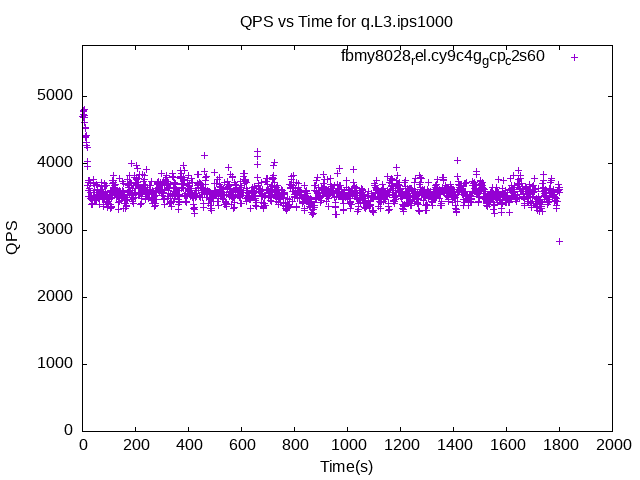 QPS vs Time for q.L3.ips1000
fbmy8028rel.cy9c4ggcpc2s60
5000
4000
3000
2000
1000
0
QPS
0 200 400 600 800 1000 1200 1400 1600 1800 2000
Time(s)